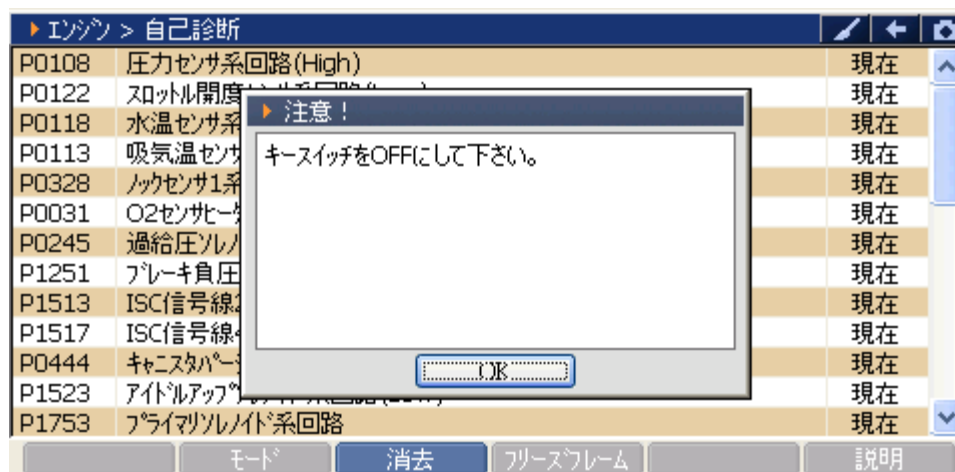 エンジン > 自己診断
P0108 圧力センサ系回路(High) 現在
P0122 スロットル開度 現在
P0118 水温センサ系 現在
P0113 吸気温センサ 現在
P0328 ノックセンサ1系 現在
P0031 O2センサヒータ 現在
P0245 過給圧ソレノ 現在
P1251 ブレーキ負圧 現在
P1513 ISC信号線2 現在
P1517 ISC信号線4 現在
P0444 キャニスタパージ 現在
P1523 アイドルアップ 現在
P1753 プライマリソレノイド系回路 現在
注意!
キースイッチをOFFにして下さい。
OK
モード 消去 フリーズフレーム 説明